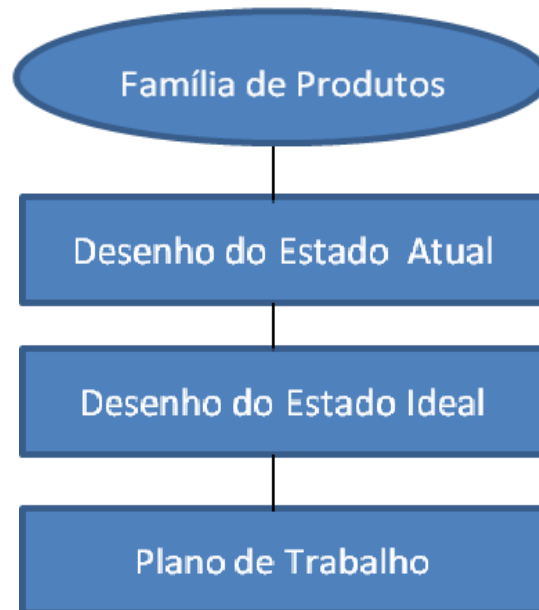 Família de Produtos
Desenho do Estado Atual
Desenho do Estado Ideal
Plano de Trabalho